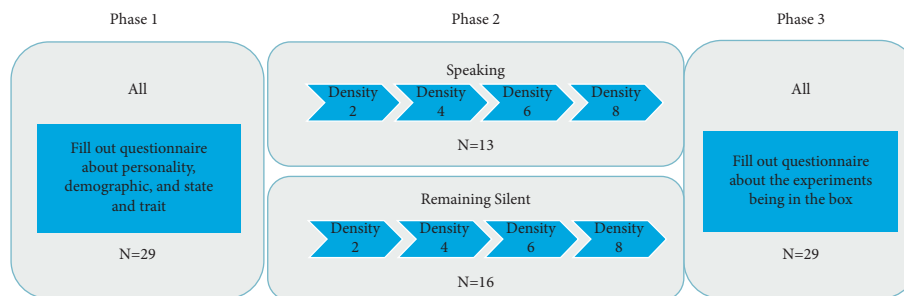 Phase 1
Phase 2
Phase 3
All
Fill out questionnaire
about personality,
demographic, and state
and trait
N=29
Speaking
Density
2
Density
4
Density
6
Density
8
N=13
Remaining Silent
Density
2
Density
4
Density
6
Density
8
N=16
All
Fill out questionnaire
about the experiments
being in the box
N=29